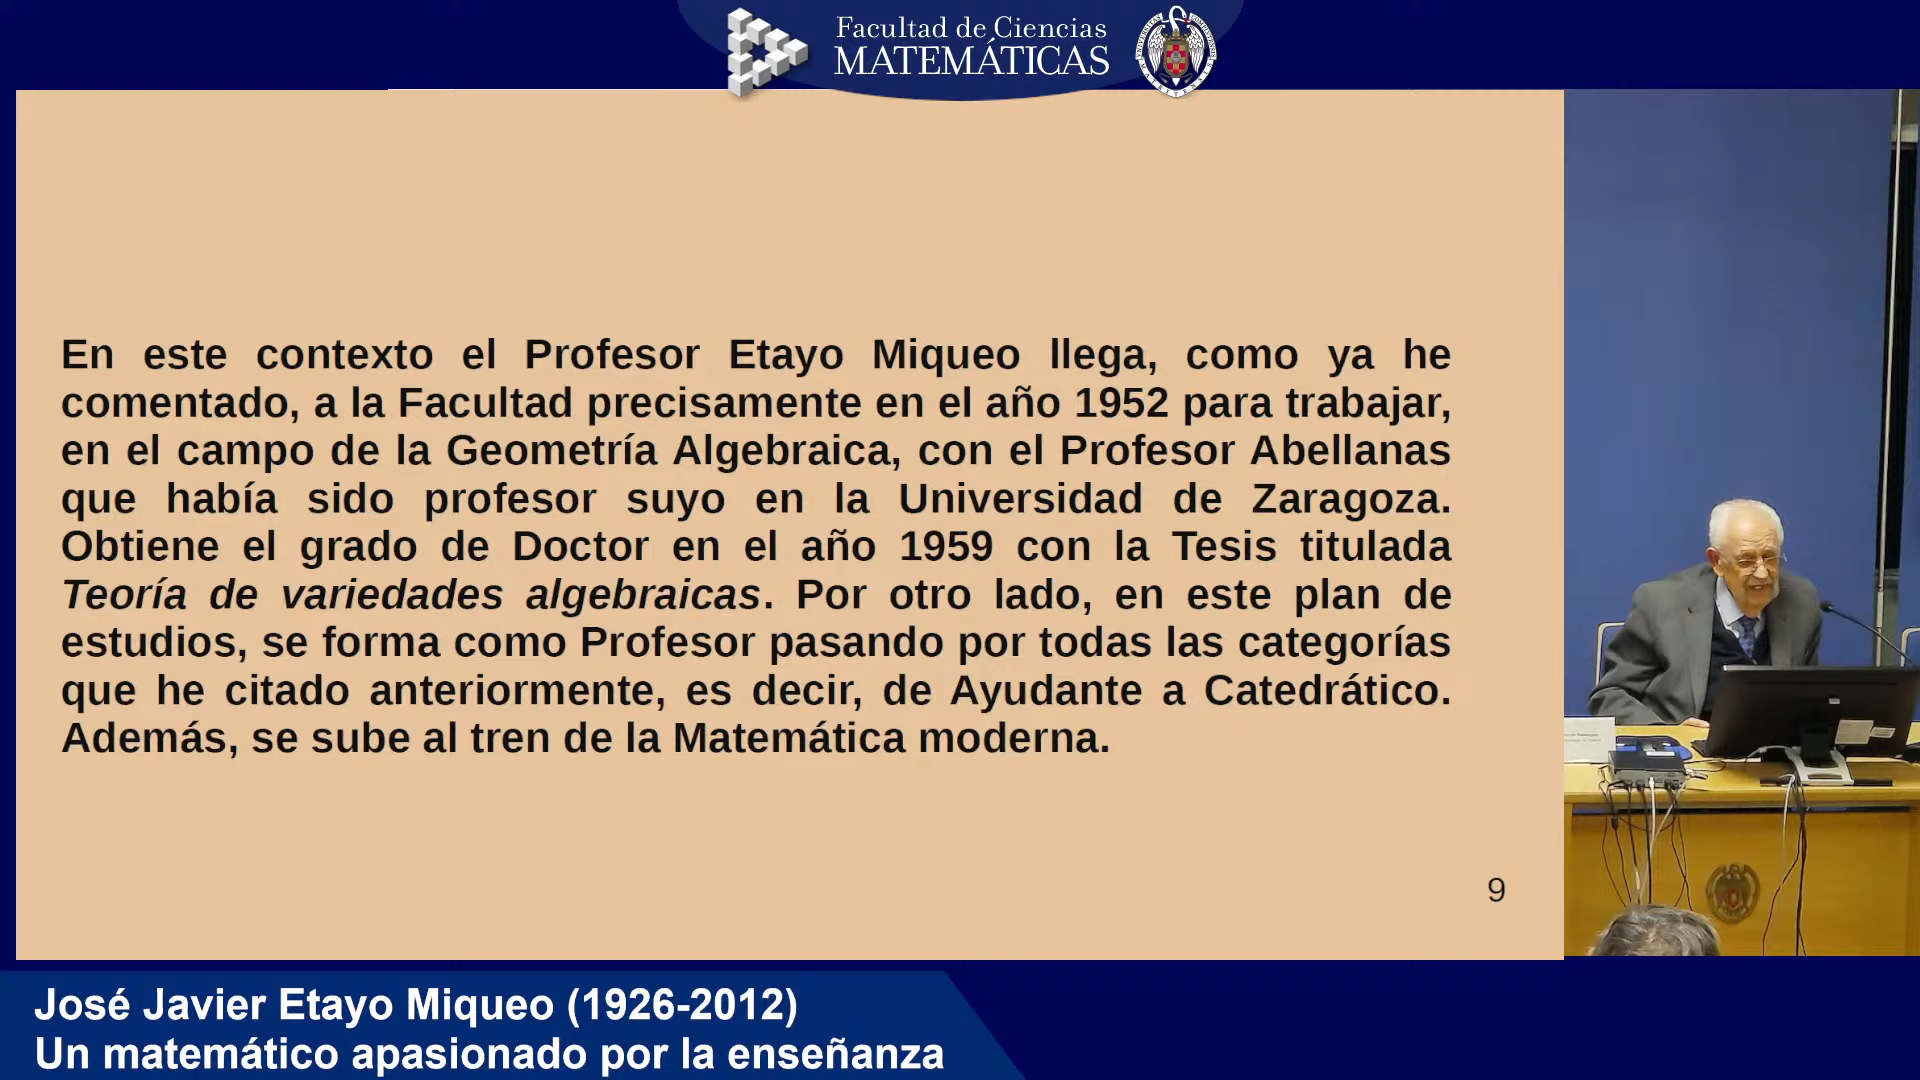 Facultad de Ciencias
MATEMÁTICAS
En este contexto el Profesor Etayo Miqueo llega, como ya he
comentado, a la Facultad precisamente en el año 1952 para trabajar,
en el campo de la Geometría Algebraica, con el Profesor Abellanas
que había sido profesor suyo en la Universidad de Zaragoza.
Obtiene el grado de Doctor en el año 1959 con la Tesis titulada
Teoría de variedades algebraicas. Por otro lado, en este plan de
estudios, se forma como Profesor pasando por todas las categorías
que he citado anteriormente, es decir, de Ayudante a Catedrático.
Además, se sube al tren de la Matemática moderna.
9
José Javier Etayo Miqueo (1926-2012)
Un matemático apasionado por la enseñanza